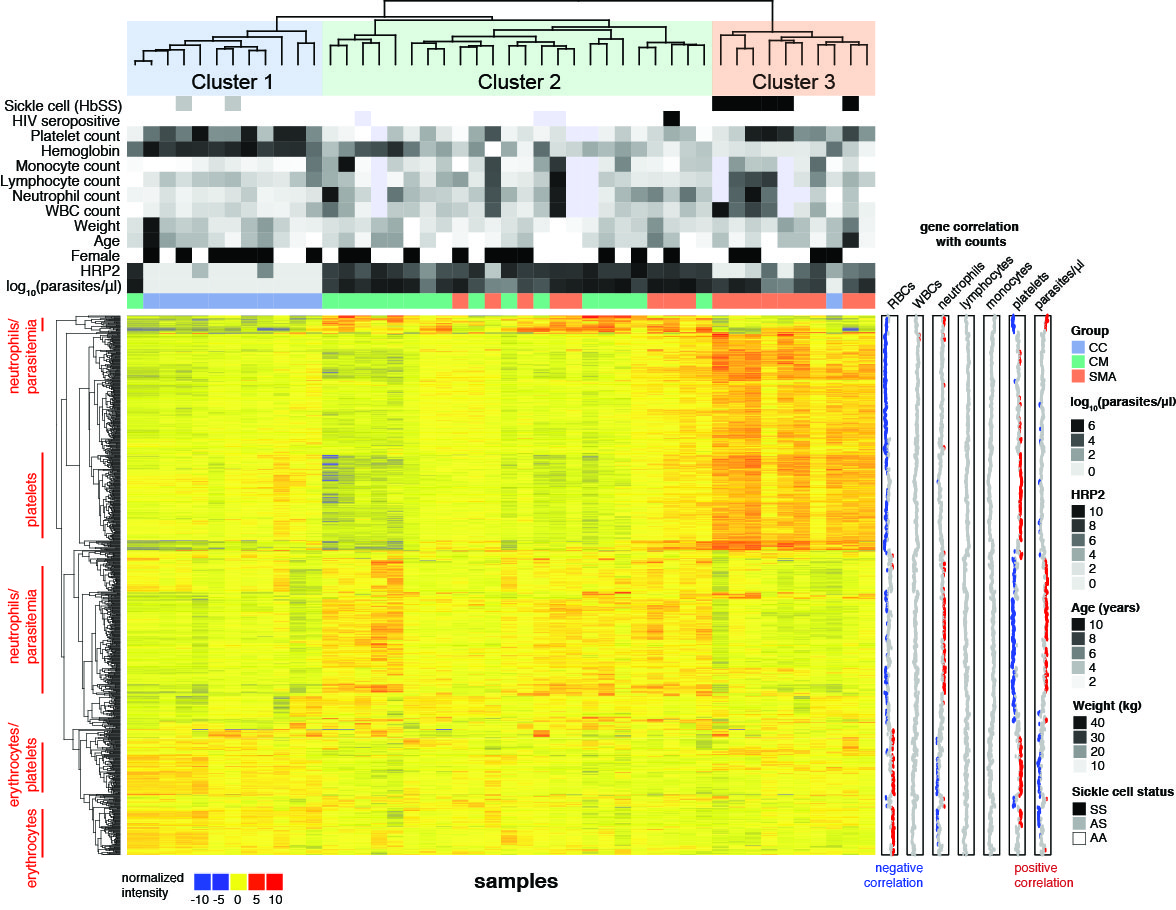 Cluster 1
Cluster 2
Cluster 3
Sickle cell (HbSS)
HIV seropositive
Platelet count
Hemoglobin
Monocyte count
Lymphocyte count
Neutrophil count
WBC count
Weight
Age
Female
HRP2
log10(parasites/µl)
gene correlation
with counts
RBCs
WBCs
neutrophils
lymphocytes
monocytes
platelets
parasites/µl
neutrophils/
parasitemia
platelets
neutrophils/
parasitemia
erythrocytes/
platelets
erythrocytes
Group
CC
CM
SMA
log10(parasites/µl)
6
4
2
0
HRP2
10
8
6
4
2
0
Age (years)
10
8
6
4
2
Weight (kg)
40
30
20
10
Sickle cell status
SS
AS
AA
normalized
intensity
-10 -5 0 5 10
samples
negative
correlation
positive
correlation